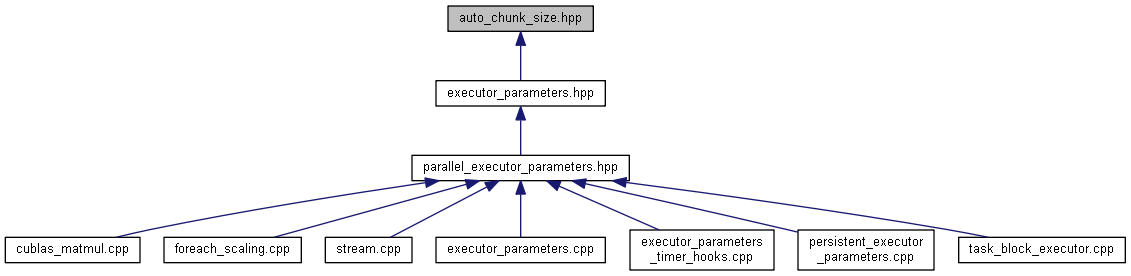 auto_chunk_size.hpp
executor_parameters.hpp
parallel_executor_parameters.hpp
cublas_matmul.cpp
foreach_scaling.cpp
stream.cpp
executor_parameters.cpp
executor_parameters
_timer_hooks.cpp
persistent_executor
_parameters.cpp
task_block_executor.cpp